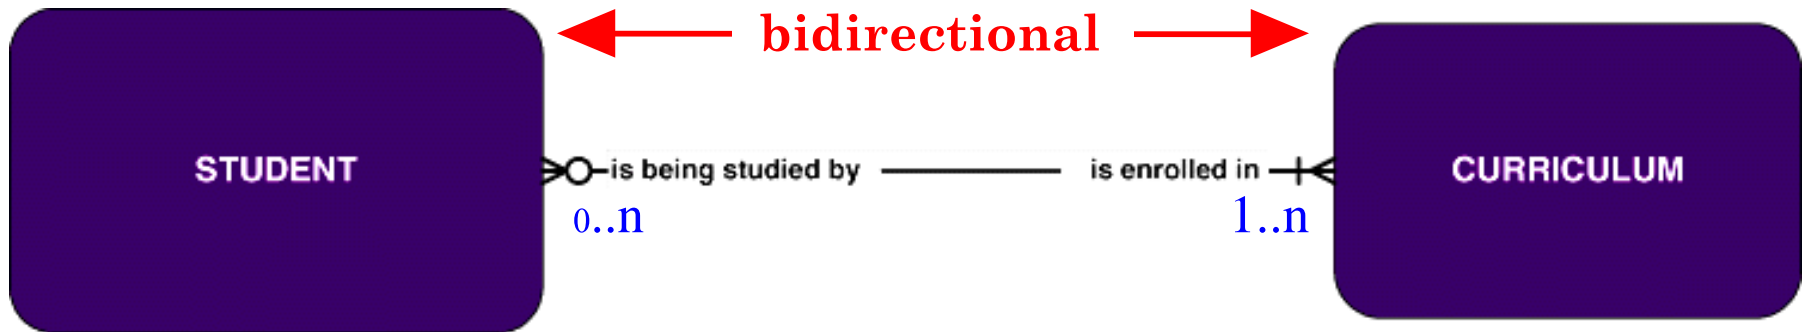 bidirectional
STUDENT
is being studied by
is enrolled in
CURRICULUM
0..n
1..n